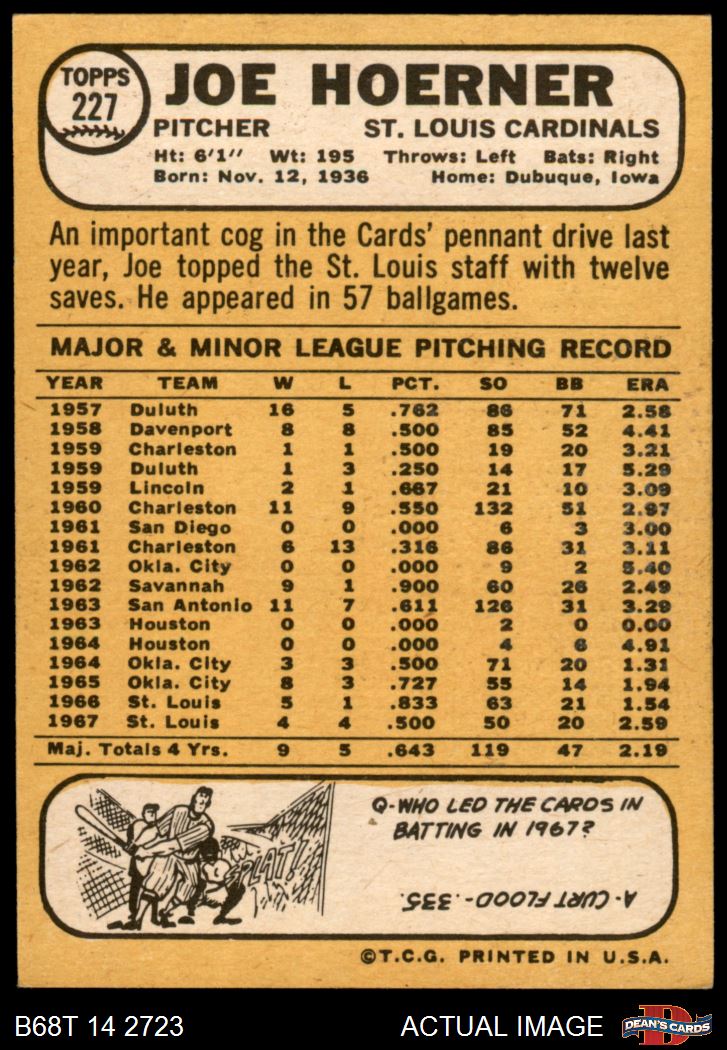 TOPPS
227
JOE HOERNER
PITCHER ST. LOUIS CARDINALS
Ht: 6'1" Wt: 195 Throws: Left Bats: Right
Born: Nov. 12, 1936 Home: Dubuque, Iowa
An important cog in the Cards' pennant drive last
year, Joe topped the St. Louis staff with twelve
saves. He appeared in 57 ballgames.
MAJOR & MINOR LEAGUE PITCHING RECORD
YEAR TEAM W L PCT. SO BB ERA
1957 Duluth 16 5 .762 86 71 2.58
1958 Davenport 8 8 .500 85 52 4.41
1959 Charleston 1 1 .500 19 20 3.21
1959 Duluth 1 3 .250 14 17 5.29
1959 Lincoln 2 1 .667 21 10 3.09
1960 Charleston 11 9 .550 132 51 2.97
1961 San Diego 0 0 .000 6 3 3.00
1961 Charleston 6 13 .316 86 31 3.11
1962 Okla. City 0 0 .000 9 2 5.40
1962 Savannah 9 1 .900 60 26 2.49
1963 San Antonio 11 7 .611 126 31 3.29
1963 Houston 0 0 .000 2 0 0.00
1964 Houston 0 0 .000 4 6 4.91
1964 Okla. City 3 3 .500 71 20 1.31
1965 Okla. City 8 3 .727 55 14 1.94
1966 St. Louis 5 1 .833 63 21 1.54
1967 St. Louis 4 4 .500 50 20 2.59
Maj. Totals 4 Yrs. 9 5 .643 119 47 2.19
SPLAT!
Q-WHO LED THE CARDS IN
BATTING IN 1967?
A-CURT FLOOD-.335.
©T.C.G. PRINTED IN U.S.A.
B68T 14 2723 ACTUAL IMAGE
D
DEAN'S CARDS